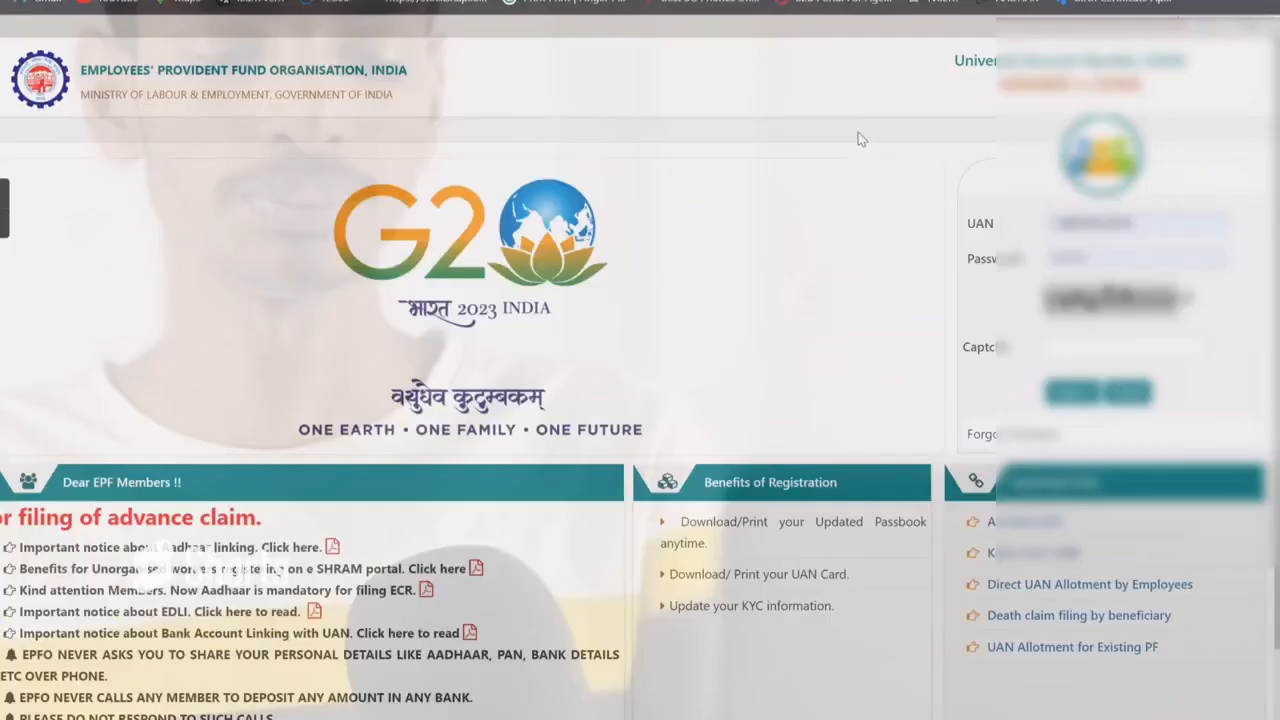 EMPLOYEES' PROVIDENT FUND ORGANISATION, INDIA
MINISTRY OF LABOUR & EMPLOYMENT, GOVERNMENT OF INDIA
G20
भारत 2023 INDIA
वसुधैव कुटुम्बकम्
ONE EARTH • ONE FAMILY • ONE FUTURE
UAN
Dear EPF Members !!
or filing of advance claim.
Important notice about Aadhaar linking. Click here.
Benefits for Unorganised workers registering on e SHRAM portal. Click here
Kind attention Members. Now Aadhaar is mandatory for filing ECR.
Important notice about EDLI. Click here to read.
Important notice about Bank Account Linking with UAN. Click here to read
EPFO NEVER ASKS YOU TO SHARE YOUR PERSONAL DETAILS LIKE AADHAAR, PAN, BANK DETAILS
ETC OVER PHONE.
EPFO NEVER CALLS ANY MEMBER TO DEPOSIT ANY AMOUNT IN ANY BANK.
PLEASE DO NOT RESPOND TO SUCH CALLS
Benefits of Registration
Download/Print your Updated Passbook
anytime.
Download/ Print your UAN Card.
Update your KYC information.
Direct UAN Allotment by Employees
Death claim filing by beneficiary
UAN Allotment for Existing PF